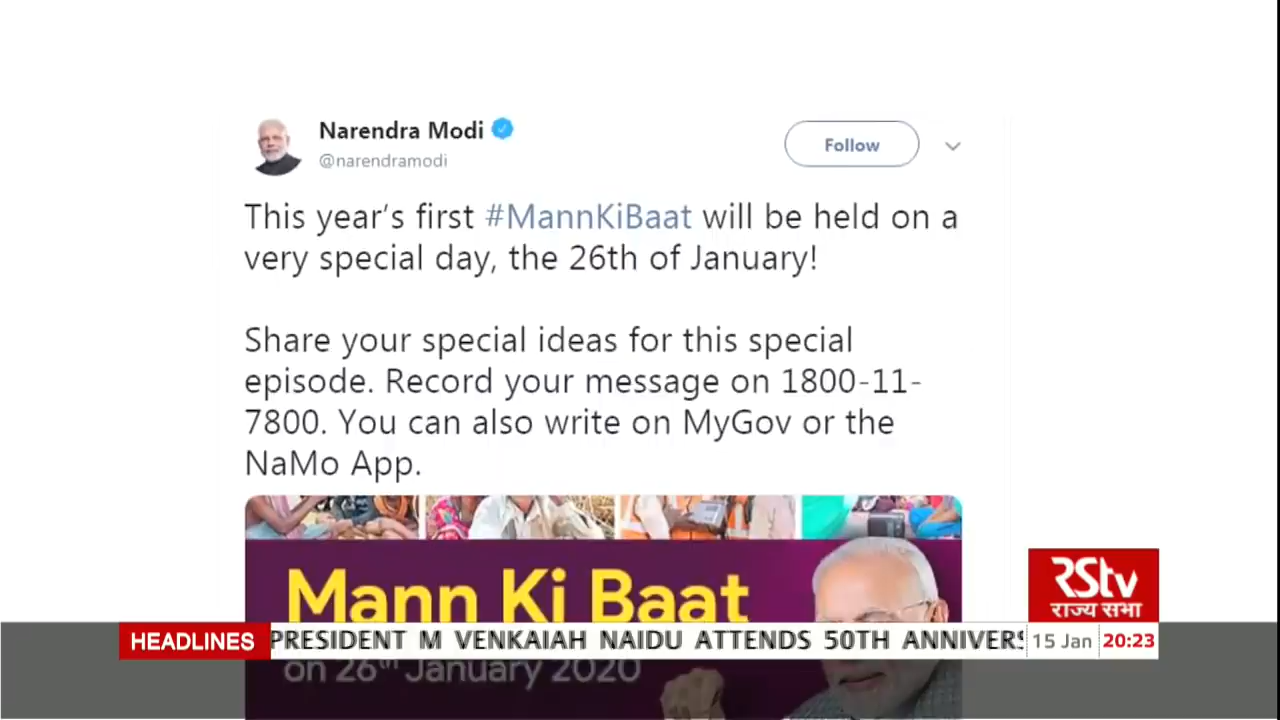 Narendra Modi
@narendramodi
Follow
This year's first #MannKiBaat will be held on a
very special day, the 26th of January!
Share your special ideas for this special
episode. Record your message on 1800-11-
7800. You can also write on MyGov or the
NaMo App.
Mann Ki Baat
on 26th January 2020
RStv
राज्य सभा
HEADLINES
PRESIDENT M VENKAIAH NAIDU ATTENDS 50TH ANNIVERS
15 Jan
20:23